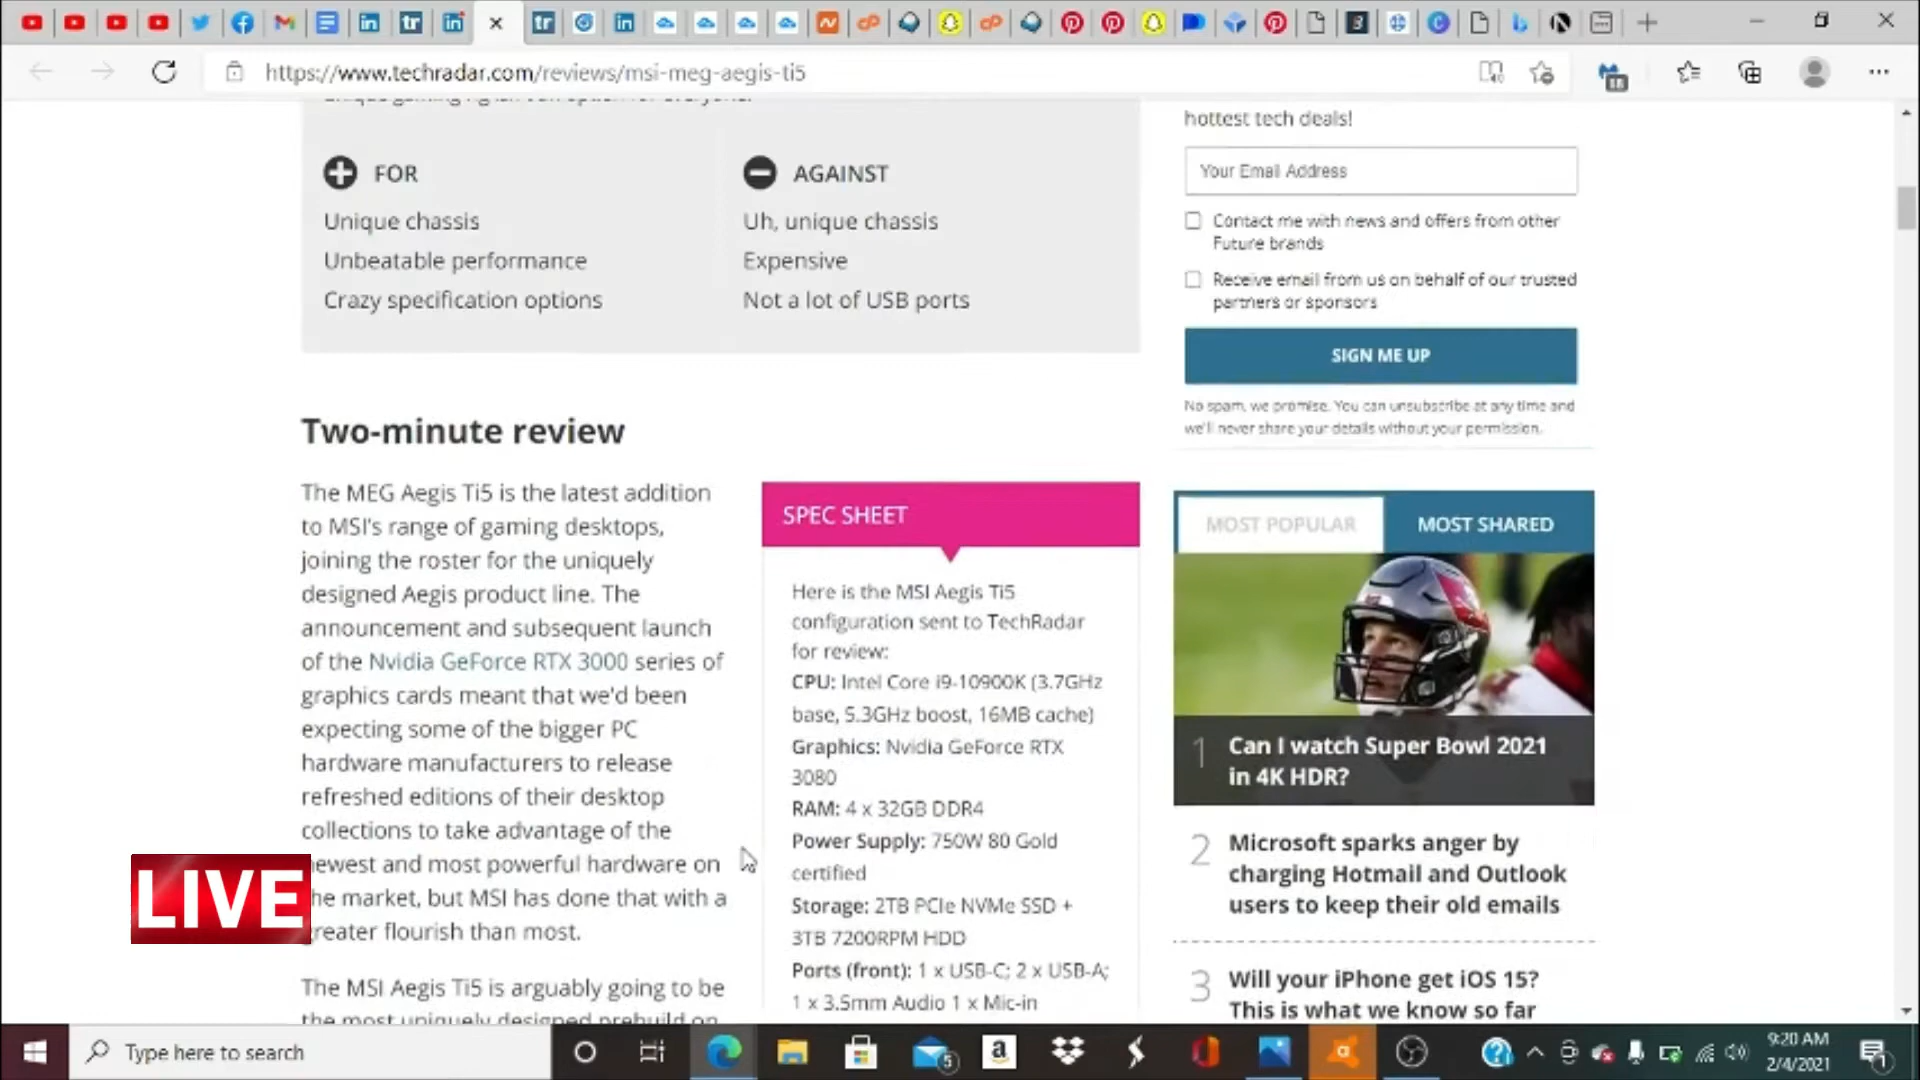 https://www.techradar.com/reviews/msi-meg-aegis-ti5
18
hottest tech deals!
FOR
Unique chassis
Unbeatable performance
Crazy specification options
AGAINST
Uh, unique chassis
Expensive
Not a lot of USB ports
Your Email Address
Contact me with news and offers from other
Future brands
Receive email from us on behalf of our trusted
partners or sponsors
SIGN ME UP
No spam, we promise. You can unsubscribe at any time and
we'll never share your details without your permission.
Two-minute review
The MEG Aegis Ti5 is the latest addition
to MSI's range of gaming desktops,
joining the roster for the uniquely
designed Aegis product line. The
announcement and subsequent launch
of the Nvidia GeForce RTX 3000 series of
graphics cards meant that we'd been
expecting some of the bigger PC
hardware manufacturers to release
refreshed editions of their desktop
collections to take advantage of the
newest and most powerful hardware on
the market, but MSI has done that with a
greater flourish than most.
The MSI Aegis Ti5 is arguably going to be
the most uniquely designed prebuild on
LIVE
SPEC SHEET
Here is the MSI Aegis Ti5
configuration sent to TechRadar
for review:
CPU: Intel Core i9-10900K (3.7GHz
base, 5.3GHz boost, 16MB cache)
Graphics: Nvidia GeForce RTX
3080
RAM: 4 x 32GB DDR4
Power Supply: 750W 80 Gold
certified
Storage: 2TB PCIe NVMe SSD +
3TB 7200RPM HDD
Ports (front): 1 x USB-C; 2 x USB-A;
1 x 3.5mm Audio 1 x Mic-in
MOST POPULAR
MOST SHARED
1 Can I watch Super Bowl 2021
in 4K HDR?
2 Microsoft sparks anger by
charging Hotmail and Outlook
users to keep their old emails
3 Will your iPhone get iOS 15?
This is what we know so far
Type here to search
5
9:20 AM
2/4/2021
1